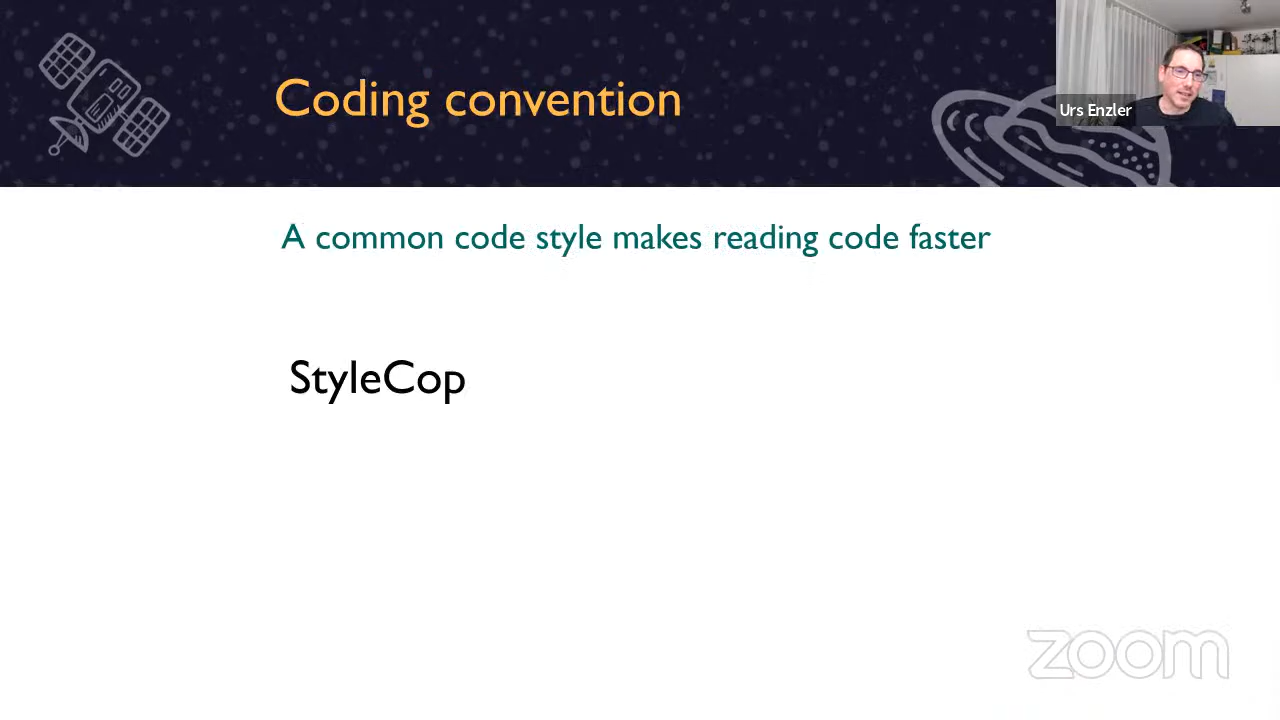 Coding convention
Urs Enzler
A common code style makes reading code faster
StyleCop
zoom